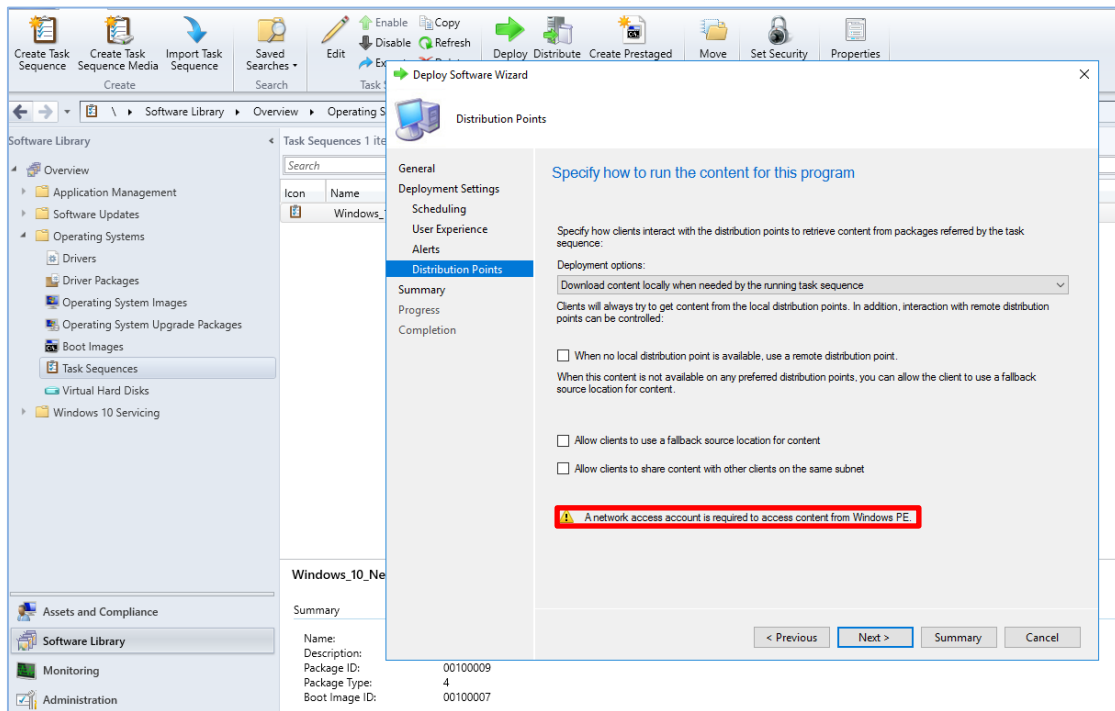 Enable Copy
Disable Refresh
Create Task Sequence
Create Task Sequence Media
Import Task Sequence
Saved Searches
Edit
Deploy
Distribute
Create Prestaged
Move
Set Security
Properties
Create
Search
\ Software Library Overview Operating S
Software Library
Overview
Application Management
Software Updates
Operating Systems
Drivers
Driver Packages
Operating System Images
Operating System Upgrade Packages
Boot Images
Task Sequences
Virtual Hard Disks
Windows 10 Servicing
Assets and Compliance
Software Library
Monitoring
Administration
Task Sequences 1 ite
Search
Icon Name
Windows_
Windows_10_Ne
Summary
Name:
Description:
Package ID: 00100009
Package Type: 4
Boot Image ID: 00100007
Deploy Software Wizard
Distribution Points
General
Deployment Settings
Scheduling
User Experience
Alerts
Distribution Points
Summary
Progress
Completion
Specify how to run the content for this program
Specify how clients interact with the distribution points to retrieve content from packages referred by the task
sequence:
Deployment options:
Download content locally when needed by the running task sequence
Clients will always try to get content from the local distribution points. In addition, interaction with remote distribution
points can be controlled:
When no local distribution point is available, use a remote distribution point.
When this content is not available on any preferred distribution points, you can allow the client to use a fallback
source location for content.
Allow clients to use a fallback source location for content
Allow clients to share content with other clients on the same subnet
A network access account is required to access content from Windows PE.
< Previous Next > Summary Cancel